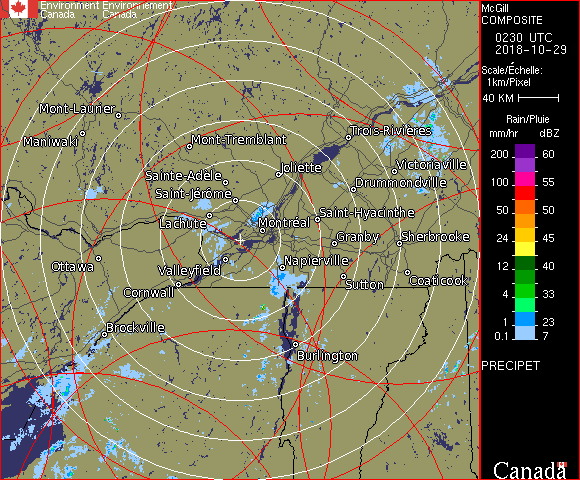 Environment Environnement
Canada Canada
McGill
COMPOSITE
0230 UTC
2018-10-29
Scale/Échelle:
1km/Pixel
40 KM
Rain/Pluie
mm/hr dBZ
200 60
100 55
50 50
24 45
12 40
4 33
1 23
0.1 7
PRECIPET
Canada
Mont-Laurier
Maniwaki
Mont-Tremblant
Trois-Rivières
Sainte-Adèle
Joliette
Victoriaville
Saint-Jérôme
Drummondville
Lachute
Montréal
Saint-Hyacinthe
Granby
Sherbrooke
Ottawa
Valleyfield
Napierville
Cornwall
Sutton
Coaticook
Brockville
Burlington